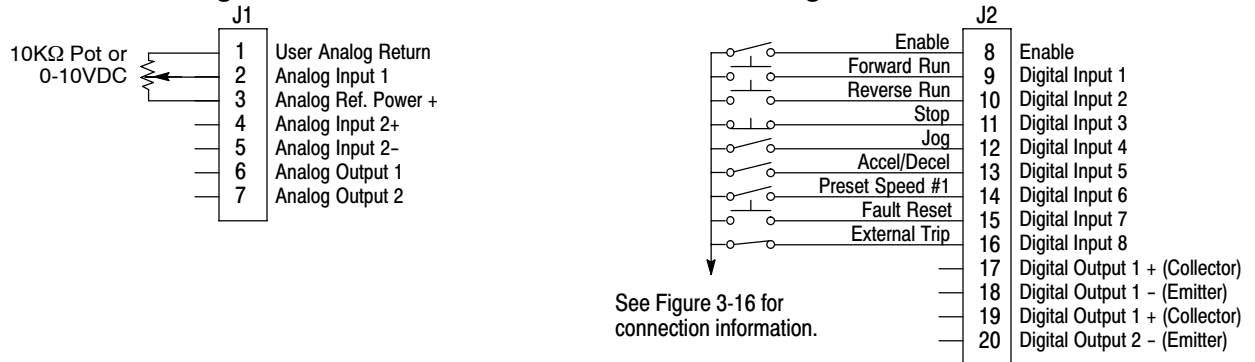 J1
10KΩ Pot or
0-10VDC
1 User Analog Return
2 Analog Input 1
3 Analog Ref. Power +
4 Analog Input 2+
5 Analog Input 2-
6 Analog Output 1
7 Analog Output 2
J2
Enable 8 Enable
Forward Run 9 Digital Input 1
Reverse Run 10 Digital Input 2
Stop 11 Digital Input 3
Jog 12 Digital Input 4
Accel/Decel 13 Digital Input 5
Preset Speed #1 14 Digital Input 6
Fault Reset 15 Digital Input 7
External Trip 16 Digital Input 8
17 Digital Output 1 + (Collector)
18 Digital Output 1 - (Emitter)
19 Digital Output 1 + (Collector)
20 Digital Output 2 - (Emitter)
See Figure 3-16 for
connection information.